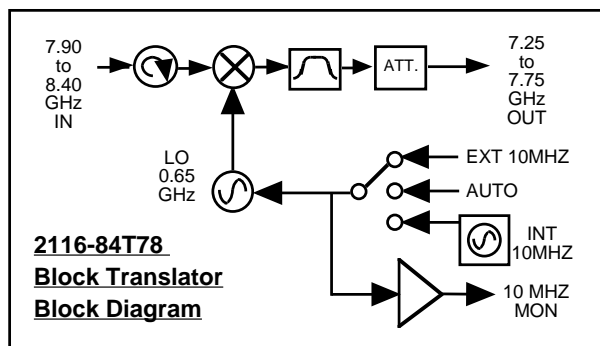 7.90
to
8.40
GHz
IN
ATT.
7.25
to
7.75
GHz
OUT
LO
0.65
GHz
EXT 10MHZ
AUTO
INT
10MHZ
10 MHZ
MON
2116-84T78
Block Translator
Block Diagram